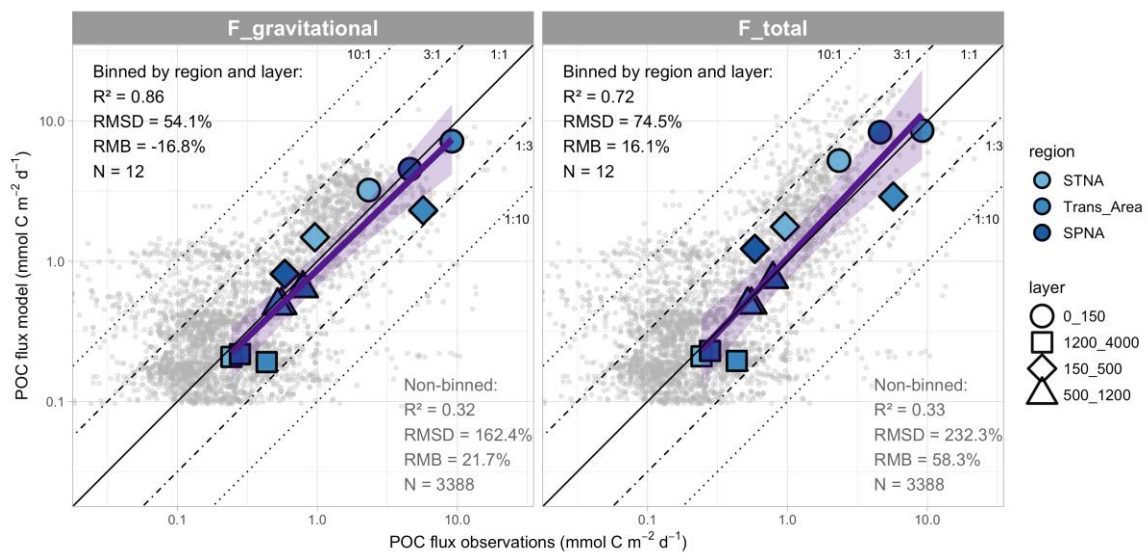 F_gravitational
10:1
3:1
1:1
Binned by region and layer:
R² = 0.86
RMSD = 54.1%
RMB = -16.8%
N = 12
1:3
1:10
Non-binned:
R² = 0.32
RMSD = 162.4%
RMB = 21.7%
N = 3388
F_total
10:1
3:1
1:1
Binned by region and layer:
R² = 0.72
RMSD = 74.5%
RMB = 16.1%
N = 12
1:3
1:10
Non-binned:
R² = 0.33
RMSD = 232.3%
RMB = 58.3%
N = 3388
POC flux model (mmol C m⁻² d⁻¹)
10.0
1.0
0.1
0.1
1.0
10.0
0.1
1.0
10.0
POC flux observations (mmol C m⁻² d⁻¹)
region
STNA
Trans_Area
SPNA
layer
0_150
1200_4000
150_500
500_1200